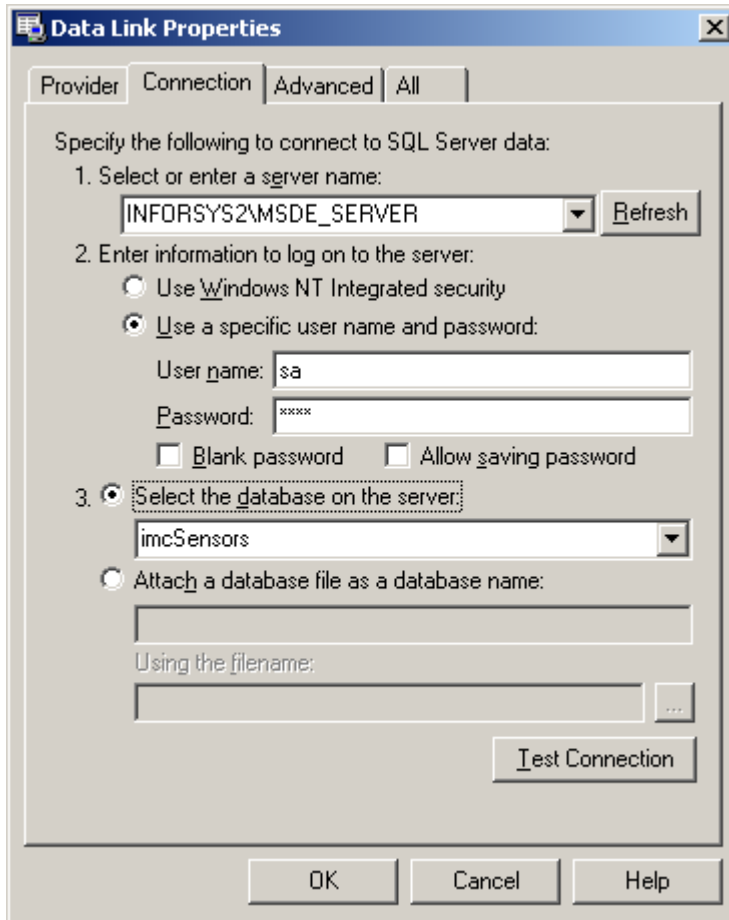 Data Link Properties
Provider Connection Advanced All
Specify the following to connect to SQL Server data:
1. Select or enter a server name:
INFORSYS2\MSDE_SERVER Refresh
2. Enter information to log on to the server:
Use Windows NT Integrated security
Use a specific user name and password:
User name: sa
Password: ****
Blank password Allow saving password
3. Select the database on the server:
imcSensors
Attach a database file as a database name:
Using the filename:
...
Test Connection
OK Cancel Help